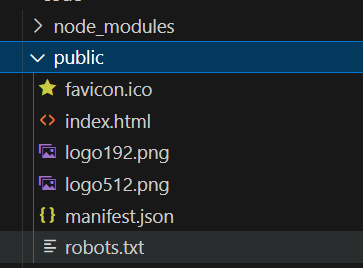 node_modules
public
favicon.ico
index.html
logo192.png
logo512.png
manifest.json
robots.txt